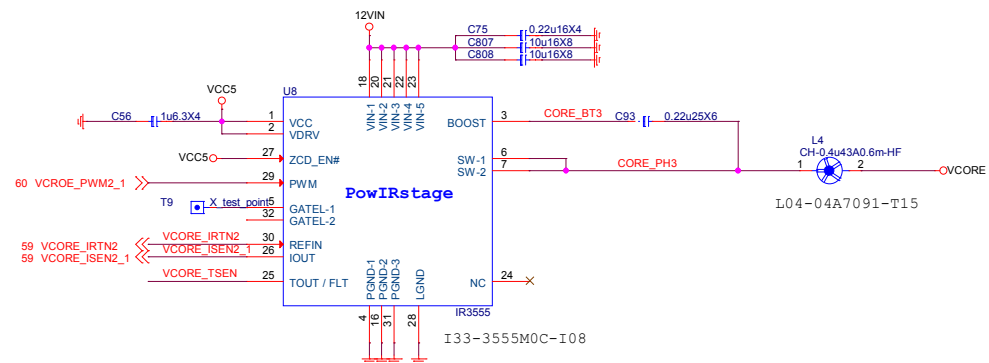 12VIN
C75 0.22u16X4
C807 10u16X8
C808 10u16X8
18 20 21 22 23
VCC5
U8
C56 1u6.3X4
1 VCC
2 VDRV
VIN-1 VIN-2 VIN-3 VIN-4 VIN-5
BOOST 3 CORE_BT3 C93 0.22u25X6
VCC5 27 ZCD_EN#
SW-1 6
SW-2 7 CORE_PH3
L4
CH-0.4u43A0.6m-HF
1 2 VCORE
L04-04A7091-T15
60 VCROE_PWM2_1 29 PWM
PowIRstage
T9 X_test_point 5 GATEL-1
32 GATEL-2
59 VCORE_IRTN2 VCORE_IRTN2 30 REFIN
59 VCORE_ISEN2_1 VCORE_ISEN2_1 26 IOUT
VCORE_TSEN 25 TOUT / FLT
PGND-1 PGND-2 PGND-3 LGND
NC 24
4 16 31 28
IR3555
I33-3555M0C-I08